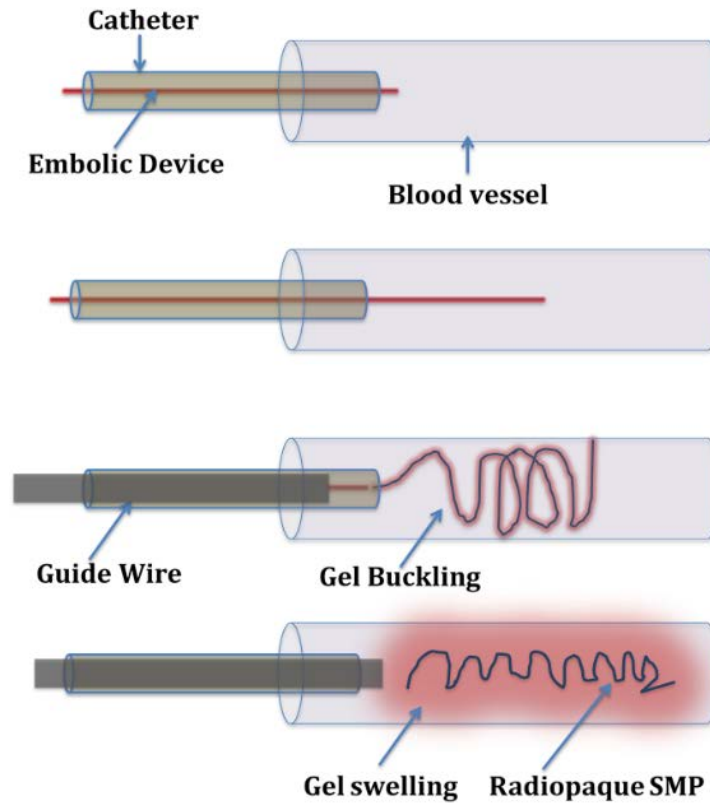 Catheter
Embolic Device
Blood vessel
Guide Wire
Gel Buckling
Gel swelling
Radiopaque SMP